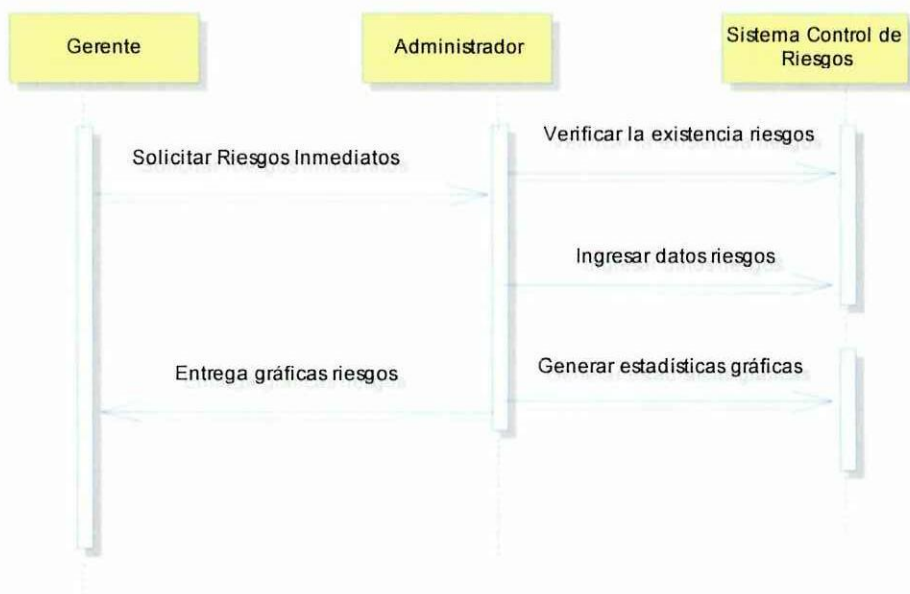 Gerente
Administrador
Sistema Control de
Riesgos
Verificar la existencia riesgos
Solicitar Riesgos Inmediatos
Ingresar datos riesgos
Entrega gráficas riesgos
Generar estadísticas gráficas